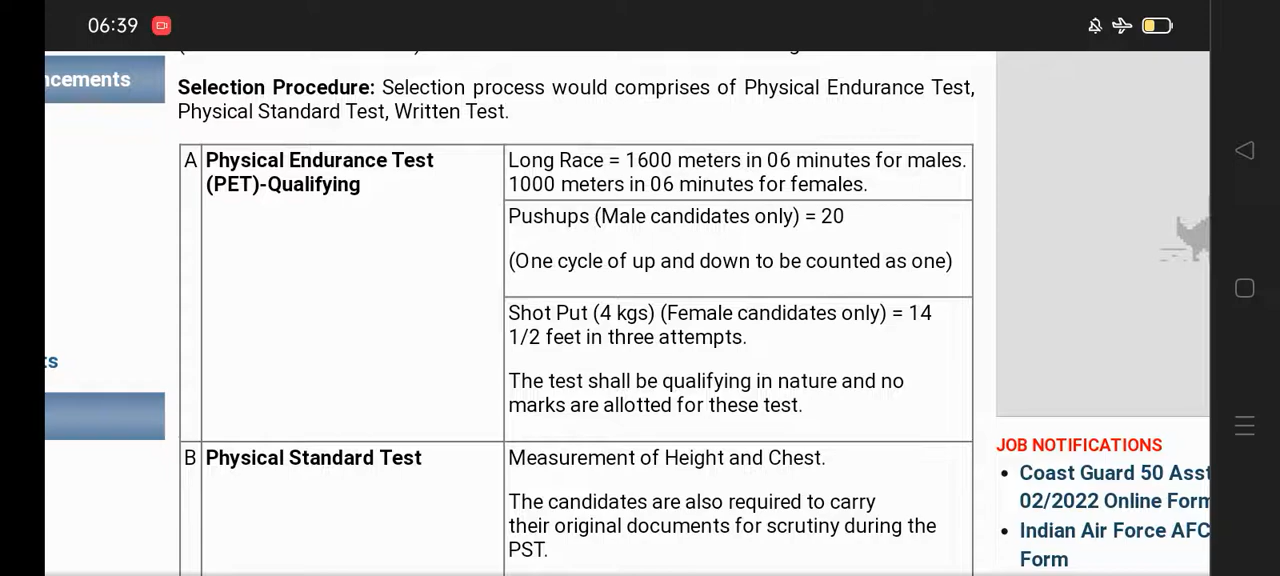 06:39
ncements
Selection Procedure: Selection process would comprises of Physical Endurance Test,
Physical Standard Test, Written Test.
A Physical Endurance Test
(PET)-Qualifying
Long Race = 1600 meters in 06 minutes for males.
1000 meters in 06 minutes for females.
Pushups (Male candidates only) = 20
(One cycle of up and down to be counted as one)
Shot Put (4 kgs) (Female candidates only) = 14
1/2 feet in three attempts.
The test shall be qualifying in nature and no
marks are allotted for these test.
B Physical Standard Test
Measurement of Height and Chest.
The candidates are also required to carry
their original documents for scrutiny during the
PST.
ts
JOB NOTIFICATIONS
• Coast Guard 50 Asst
02/2022 Online Form
• Indian Air Force AFC
Form